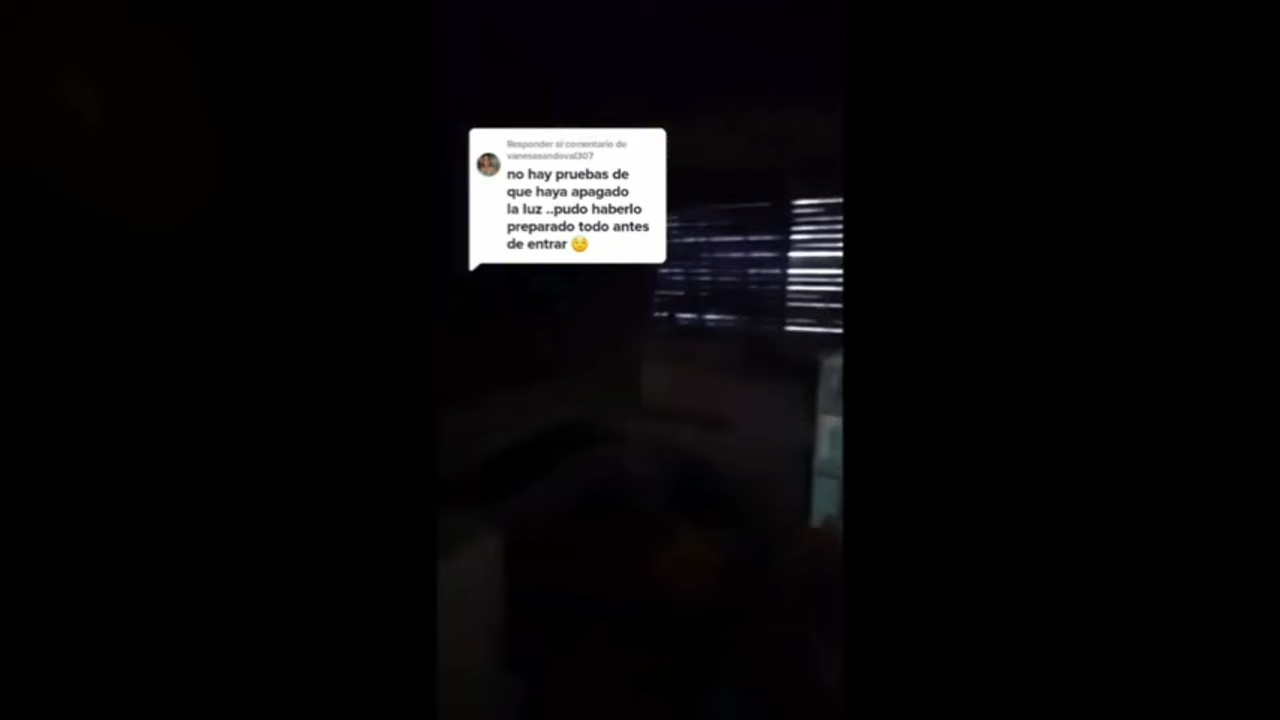 Responder al comentario de
vanesasandoval307
no hay pruebas de
que haya apagado
la luz ..pudo haberlo
preparado todo antes
de entrar 😏